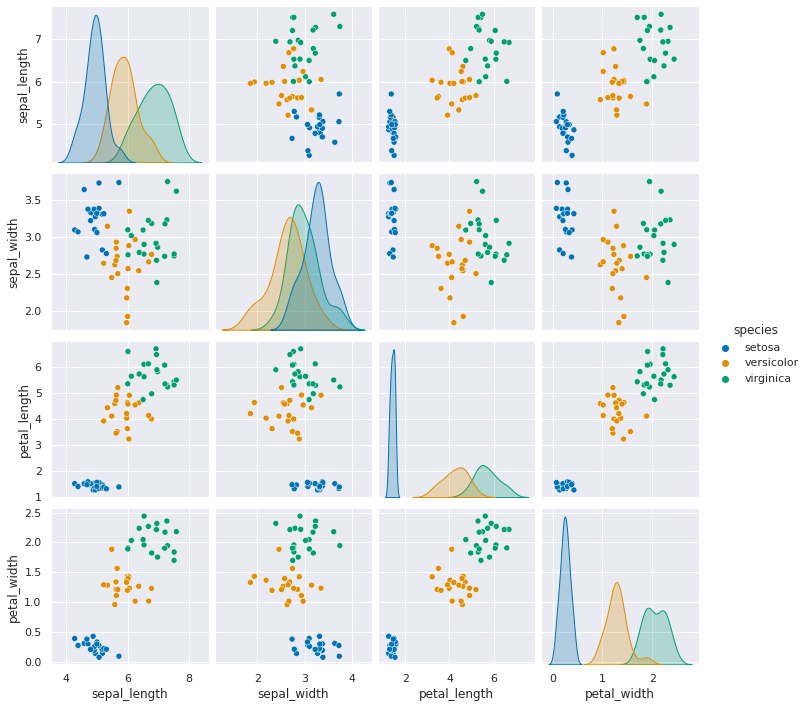 sepal_length
7
6
5
sepal_width
3.5
3.0
2.5
2.0
petal_length
6
5
4
3
2
1
petal_width
2.5
2.0
1.5
1.0
0.5
0.0
4 6 8
2 3 4
2 4 6
0 1 2
sepal_length
sepal_width
petal_length
petal_width
species
setosa
versicolor
virginica